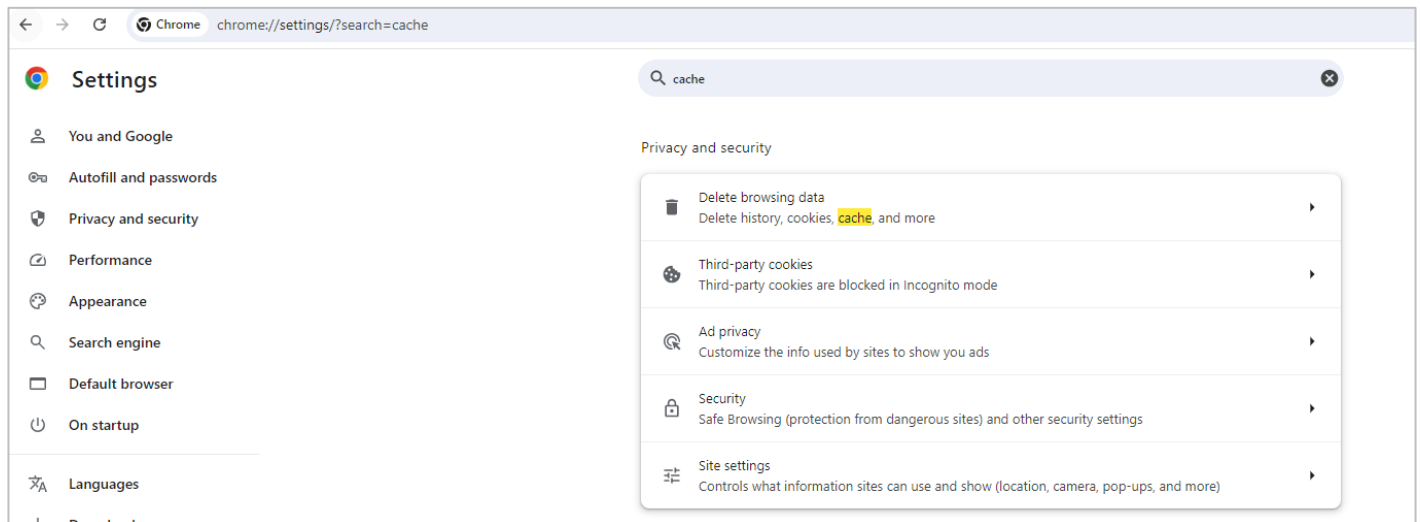 Chrome chrome://settings/?search=cache
Settings
cache
You and Google
Autofill and passwords
Privacy and security
Performance
Appearance
Search engine
Default browser
On startup
Languages
Privacy and security
Delete browsing data
Delete history, cookies, cache, and more
Third-party cookies
Third-party cookies are blocked in Incognito mode
Ad privacy
Customize the info used by sites to show you ads
Security
Safe Browsing (protection from dangerous sites) and other security settings
Site settings
Controls what information sites can use and show (location, camera, pop-ups, and more)